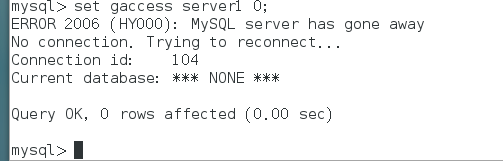 mysql> set gaccess server1 0;
ERROR 2006 (HY000): MySQL server has gone away
No connection. Trying to reconnect...
Connection id:    104
Current database: *** NONE ***

Query OK, 0 rows affected (0.00 sec)

mysql>